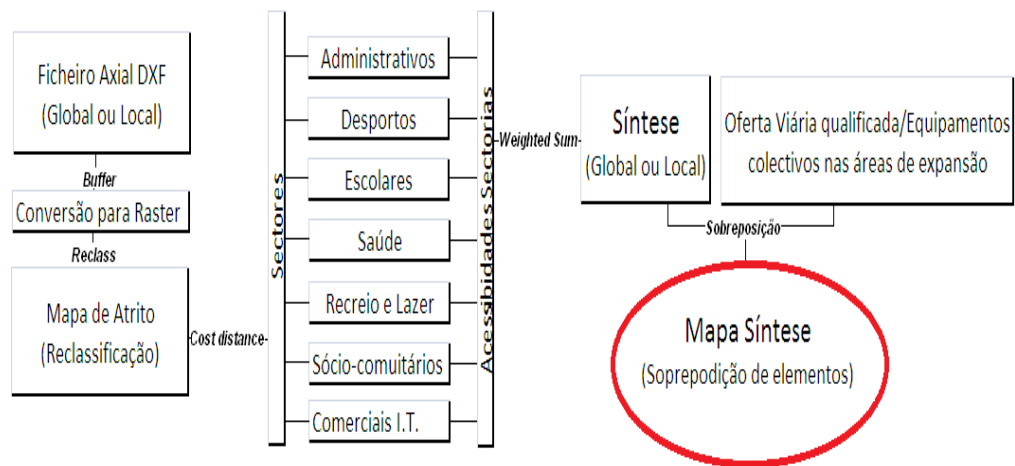 Ficheiro Axial DXF
(Global ou Local)
Buffer
Conversão para Raster
Reclass
Mapa de Atrito
(Reclassificação)
Cost distance
Sectores
Administrativos
Desportos
Escolares
Saúde
Recreio e Lazer
Sócio-comuitários
Comerciais I.T.
Acessibidades Sectorias
Weighted Sum
Síntese
(Global ou Local)
Oferta Viária qualificada/Equipamentos
colectivos nas áreas de expansão
Sobreposição
Mapa Síntese
(Soprepodição de elementos)